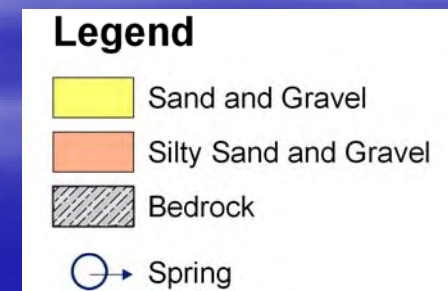 Legend
Sand and Gravel
Silty Sand and Gravel
Bedrock
Spring